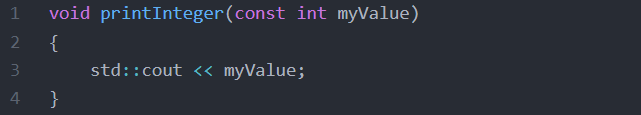 1 void printInteger(const int myValue)
2 {
3     std::cout << myValue;
4 }